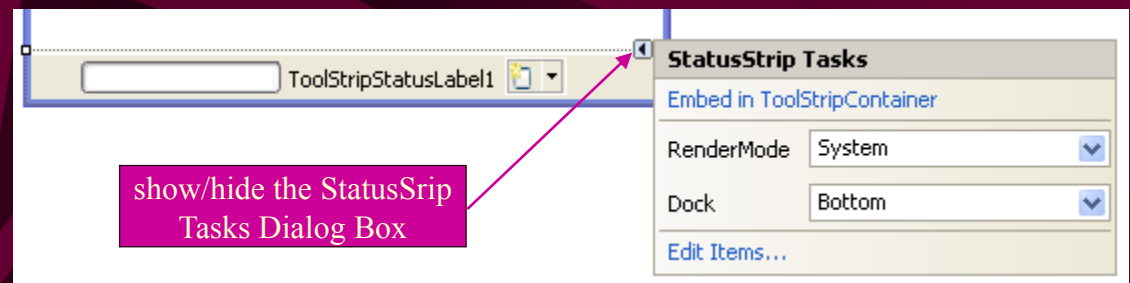 StatusStrip Tasks
ToolStripStatusLabel1
Embed in ToolStripContainer
RenderMode System
show/hide the StatusSrip
Tasks Dialog Box
Dock Bottom
Edit Items...